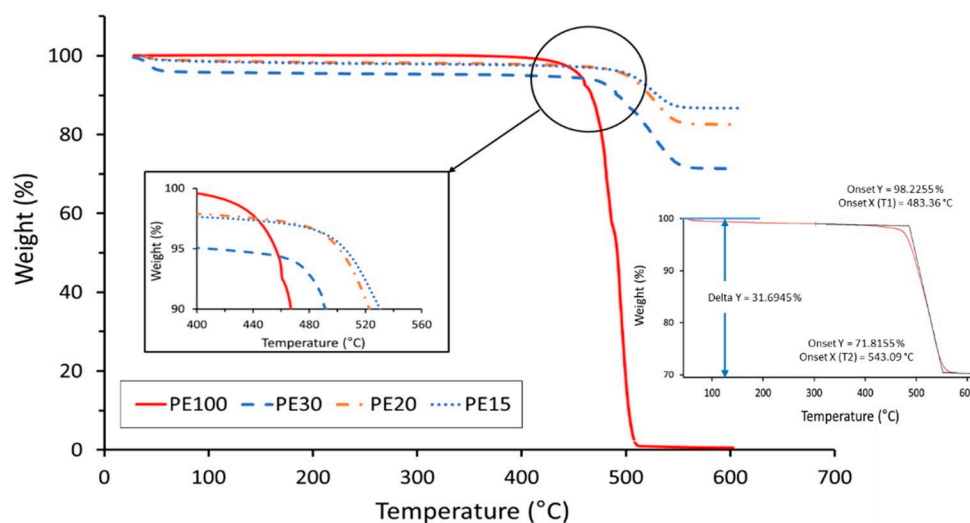 Weight (%)
100
80
60
40
20
0
0 100 200 300 400 500 600 700
Temperature (°C)
PE100 PE30 PE20 PE15
Weight (%)
100
95
90
400 440 480 520 560
Temperature (°C)
Onset Y = 98.2255%
Onset X (T1) = 483.36 °C
Weight (%)
100
90
80
70
Delta Y = 31.6945%
Onset Y = 71.8155%
Onset X (T2) = 543.09 °C
100 200 300 400 500 600
Temperature (°C)